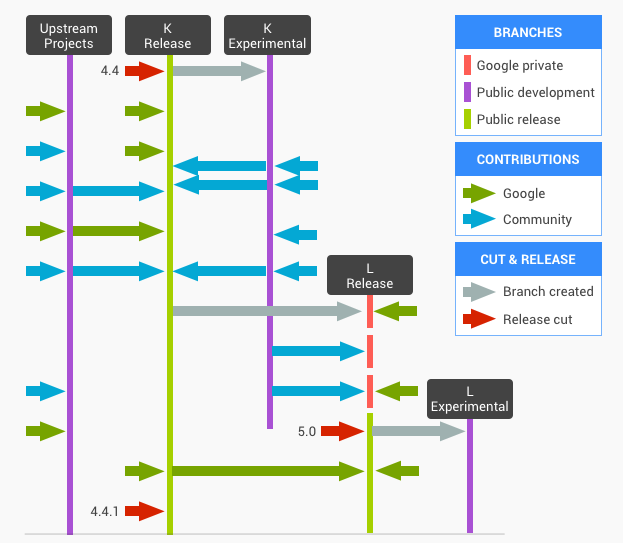 Upstream
Projects
K
Release
K
Experimental
BRANCHES
Google private
Public development
Public release
4.4
CONTRIBUTIONS
Google
Community
CUT & RELEASE
Branch created
Release cut
L
Release
L
Experimental
5.0
4.4.1